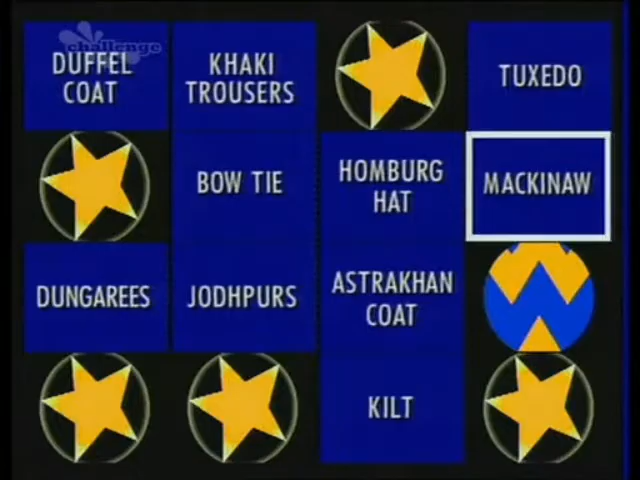 challenge
DUFFEL
COAT
KHAKI
TROUSERS
TUXEDO
BOW TIE
HOMBURG
HAT
MACKINAW
DUNGAREES
JODHPURS
ASTRAKHAN
COAT
KILT